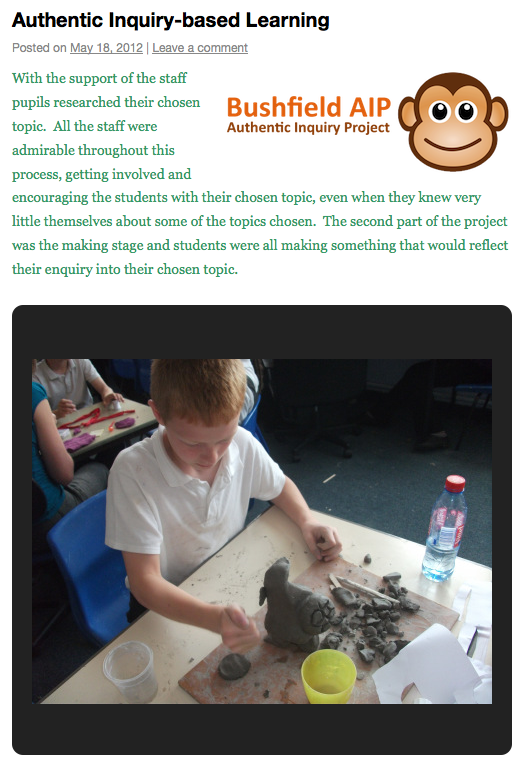 Authentic Inquiry-based Learning
Posted on May 18, 2012 | Leave a comment
With the support of the staff
pupils researched their chosen
topic. All the staff were
admirable throughout this
process, getting involved and
encouraging the students with their chosen topic, even when they knew very
little themselves about some of the topics chosen. The second part of the project
was the making stage and students were all making something that would reflect
their enquiry into their chosen topic.
Bushfield AIP
Authentic Inquiry Project